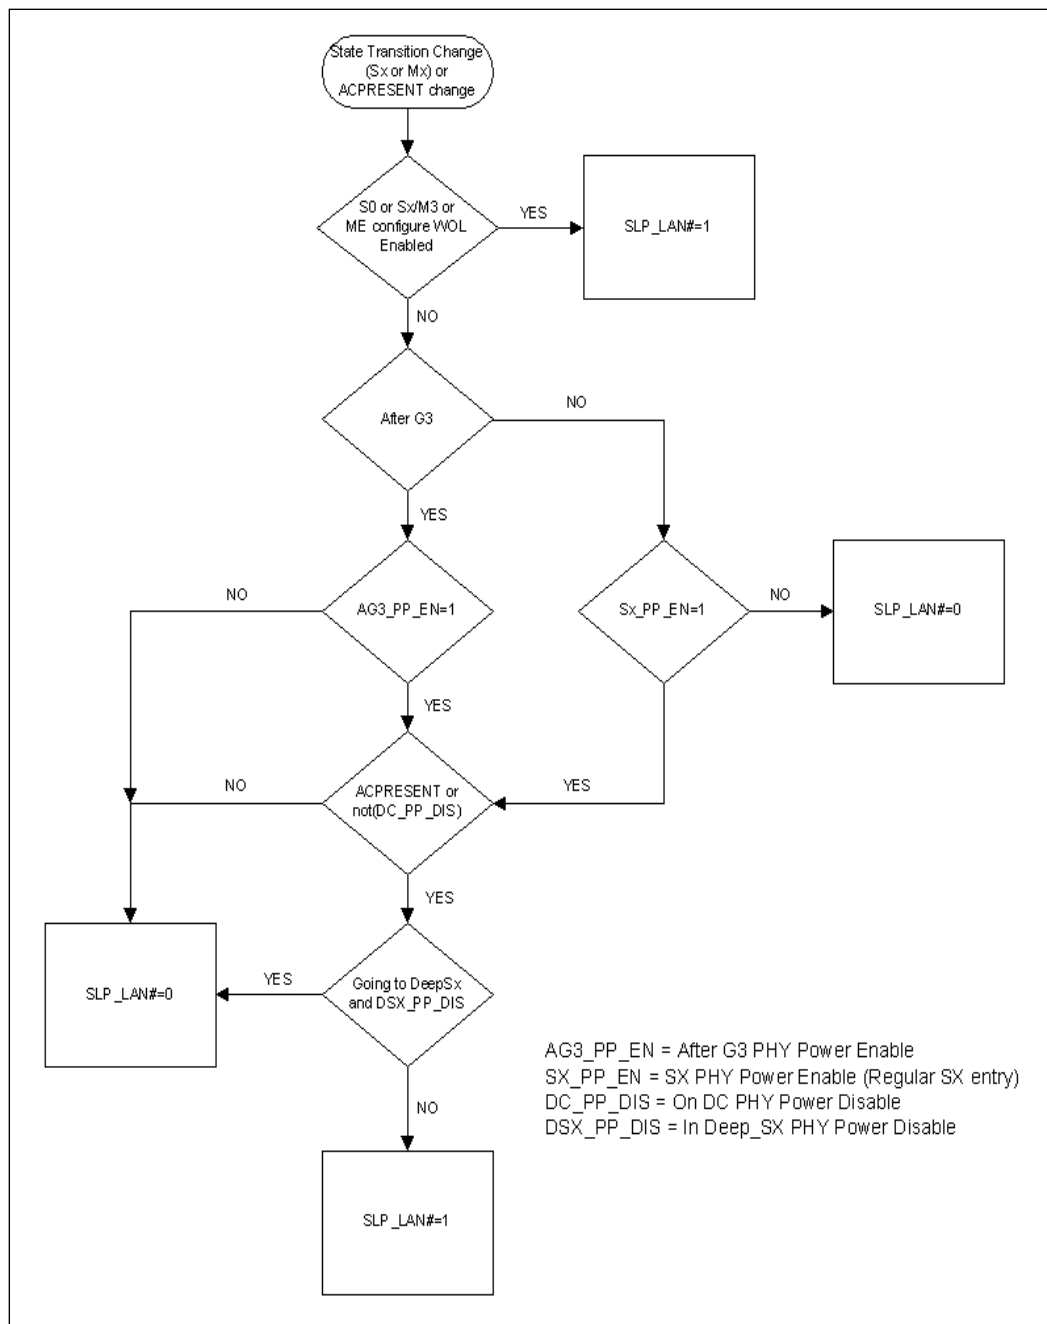 State Transition Change
(Sx or Mx) or
ACPRESENT change
S0 or Sx/M3 or
ME configure WOL
Enabled
YES
SLP_LAN#=1
NO
After G3
NO
YES
NO
AG3_PP_EN=1
Sx_PP_EN=1
NO
SLP_LAN#=0
YES
NO
ACPRESENT or
not(DC_PP_DIS)
YES
YES
SLP_LAN#=0
YES
Going to DeepSx
and DSX_PP_DIS
AG3_PP_EN = After G3 PHY Power Enable
SX_PP_EN = SX PHY Power Enable (Regular SX entry)
DC_PP_DIS = On DC PHY Power Disable
DSX_PP_DIS = In Deep_SX PHY Power Disable
NO
SLP_LAN#=1